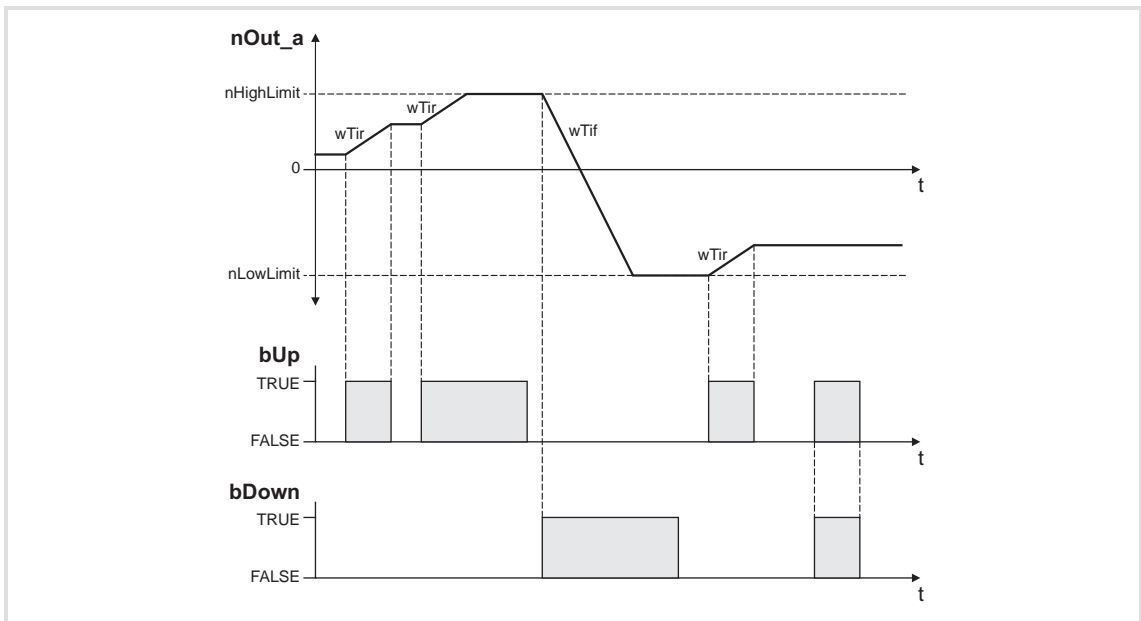 nOut_a
nHighLimit
wTir
wTir
wTif
0
t
wTir
nLowLimit
bUp
TRUE
FALSE
t
bDown
TRUE
FALSE
t